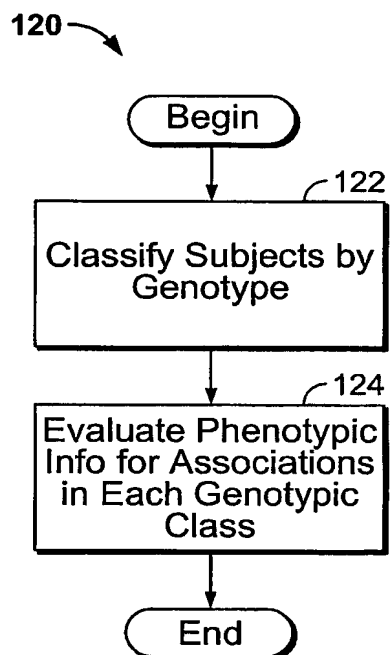 120
Begin
122
Classify Subjects by
Genotype
124
Evaluate Phenotypic
Info for Associations
in Each Genotypic
Class
End